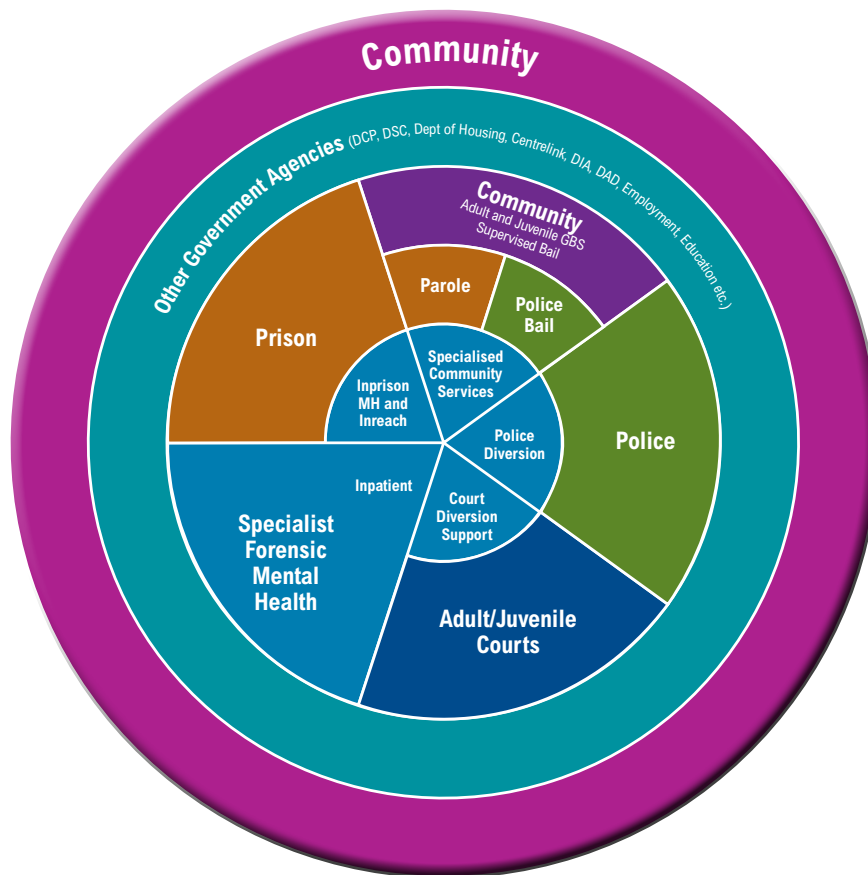 Community
Other Government Agencies (DCP, DSC, Dept of Housing, Centrelink, DIA, DAD, Employment, Education etc.)
Community
Adult and Juvenile GBS
Supervised Bail
Parole
Police
Bail
Prison
Specialised
Community
Services
Inprison
MH and
Inreach
Police
Diversion
Police
Inpatient
Court
Diversion
Support
Specialist
Forensic
Mental
Health
Adult/Juvenile
Courts